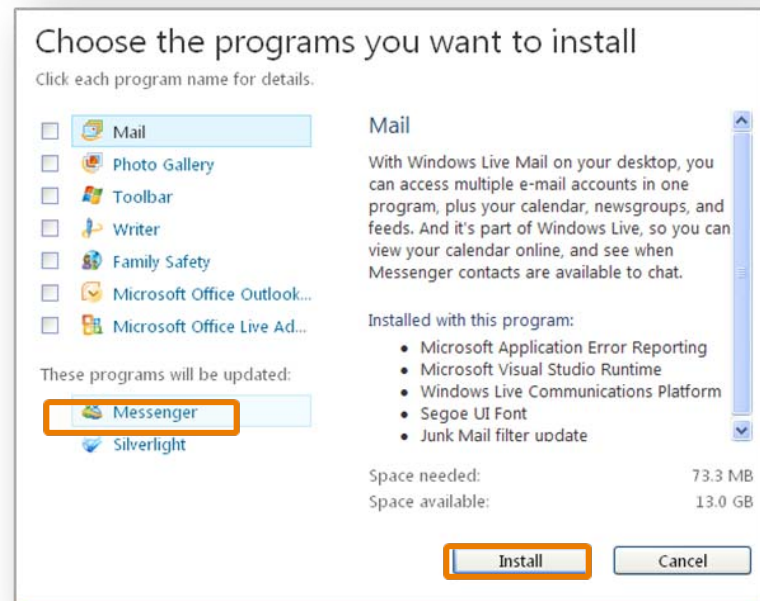 Choose the programs you want to install
Click each program name for details.
Mail
Photo Gallery
Toolbar
Writer
Family Safety
Microsoft Office Outlook...
Microsoft Office Live Ad...
These programs will be updated:
Messenger
Silverlight
Mail
With Windows Live Mail on your desktop, you
can access multiple e-mail accounts in one
program, plus your calendar, newsgroups, and
feeds. And it's part of Windows Live, so you can
view your calendar online, and see when
Messenger contacts are available to chat.
Installed with this program:
• Microsoft Application Error Reporting
• Microsoft Visual Studio Runtime
• Windows Live Communications Platform
• Segoe UI Font
• Junk Mail filter update
Space needed: 73.3 MB
Space available: 13.0 GB
Install Cancel